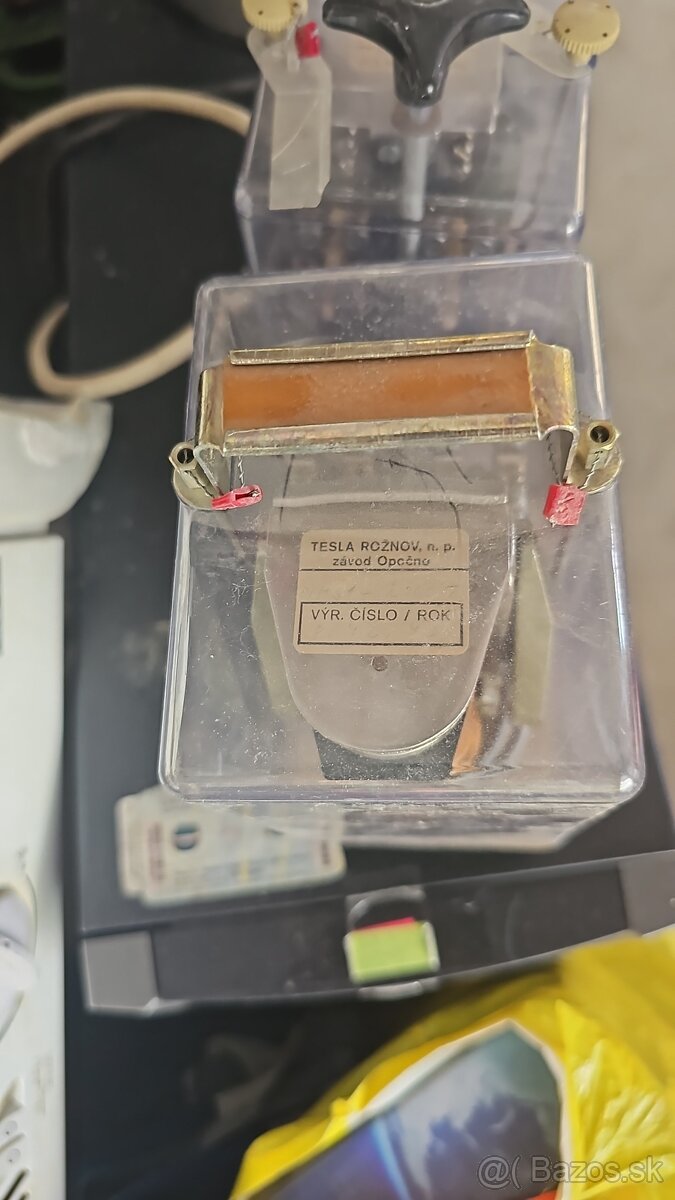 TESLA ROŽNOV, n. p.
závod Opočno
VÝR. ČÍSLO / ROK
@( Bazos.sk